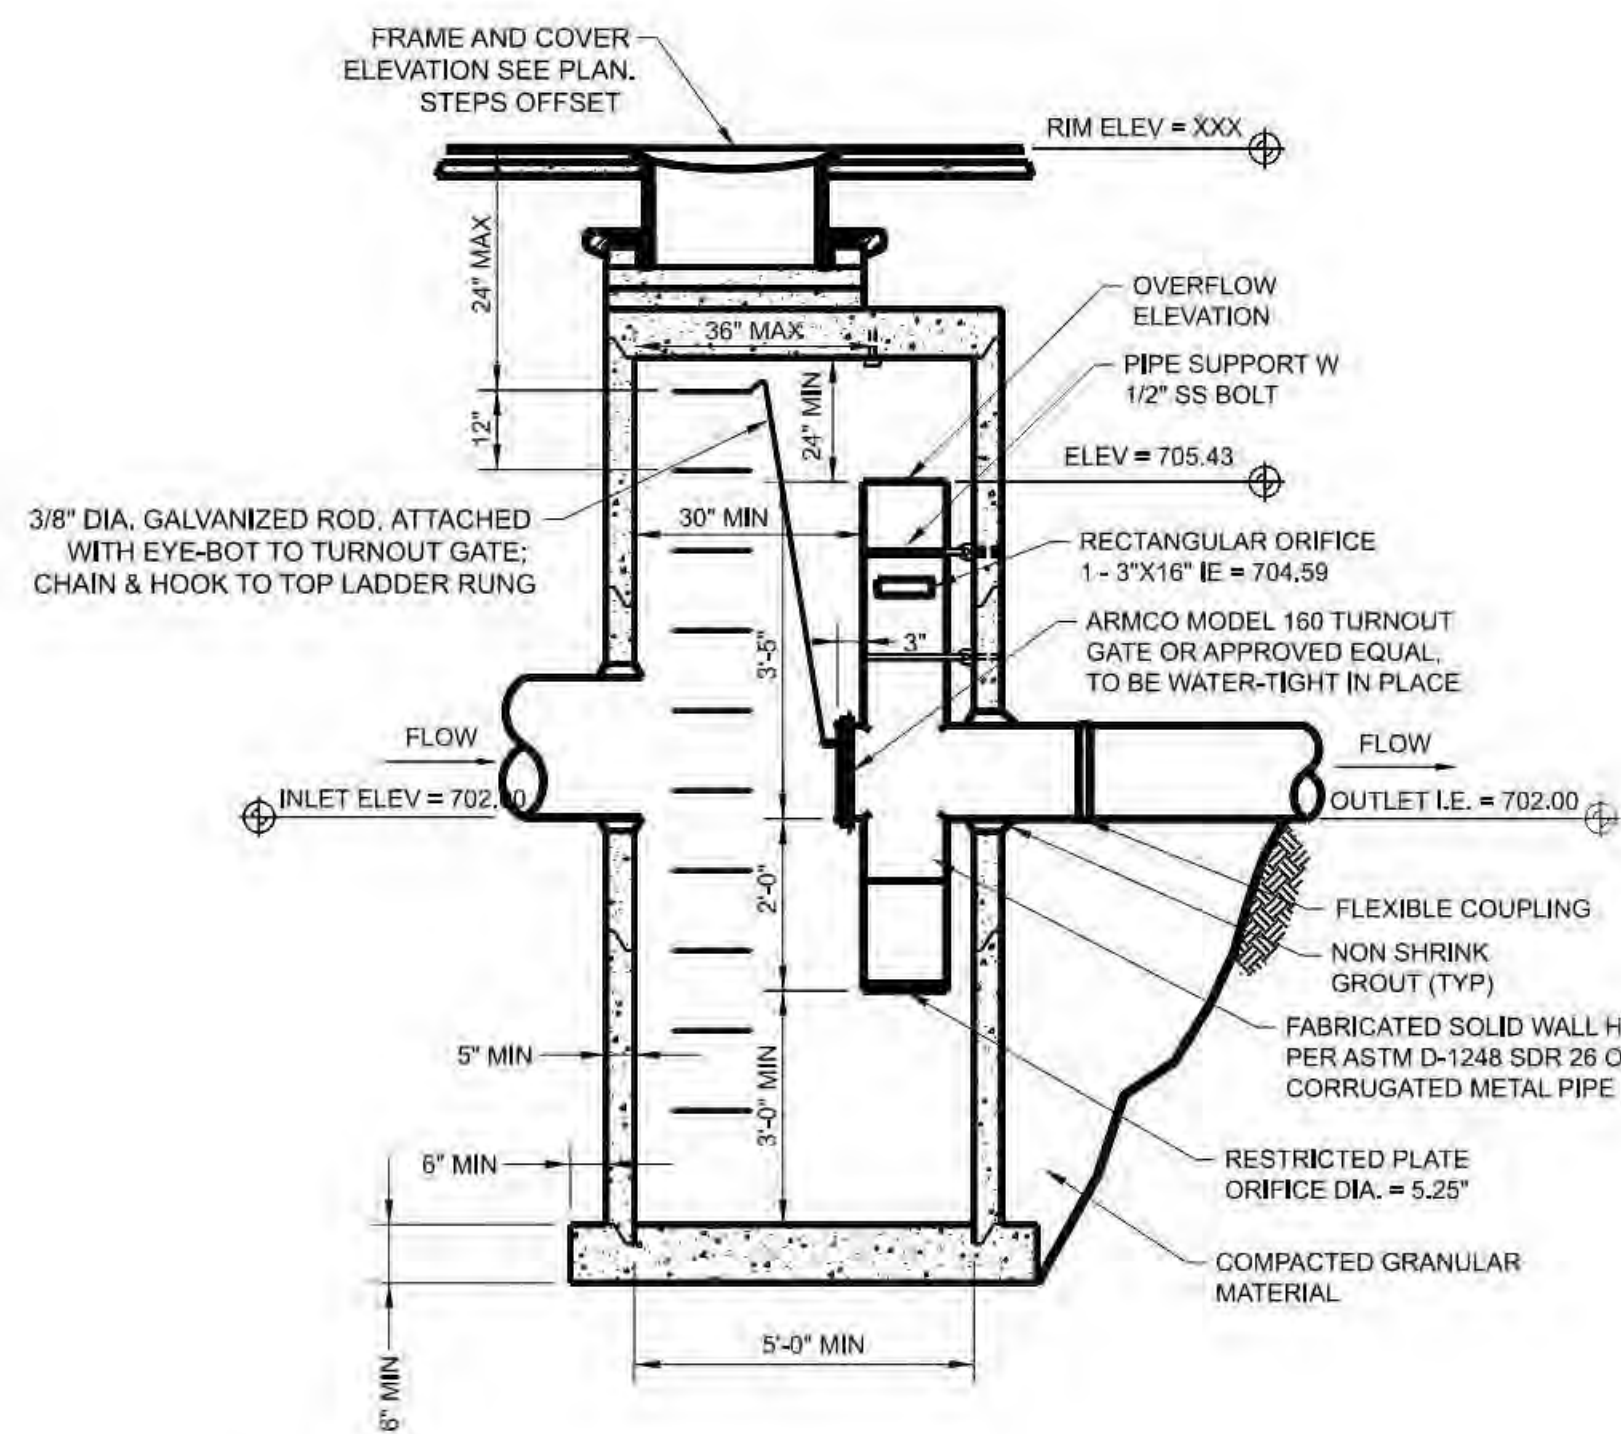 FRAME AND COVER
ELEVATION SEE PLAN.
STEPS OFFSET
RIM ELEV = XXX
24" MAX
36" MAX
OVERFLOW
ELEVATION
PIPE SUPPORT W
1/2" SS BOLT
12"
24" MIN
ELEV = 705.43
3/8" DIA. GALVANIZED ROD, ATTACHED
WITH EYE-BOT TO TURNOUT GATE;
CHAIN & HOOK TO TOP LADDER RUNG
30" MIN
RECTANGULAR ORIFICE
1 - 3"X16" IE = 704.59
3"
3'-5"
ARMCO MODEL 160 TURNOUT
GATE OR APPROVED EQUAL,
TO BE WATER-TIGHT IN PLACE
FLOW
FLOW
INLET ELEV = 702.00
OUTLET I.E. = 702.00
2'-0"
FLEXIBLE COUPLING
NON SHRINK
GROUT (TYP)
FABRICATED SOLID WALL H
PER ASTM D-1248 SDR 26 O
CORRUGATED METAL PIPE
5" MIN
3'-0" MIN
6" MIN
RESTRICTED PLATE
ORIFICE DIA. = 5.25"
COMPACTED GRANULAR
MATERIAL
5'-0" MIN
6" MIN